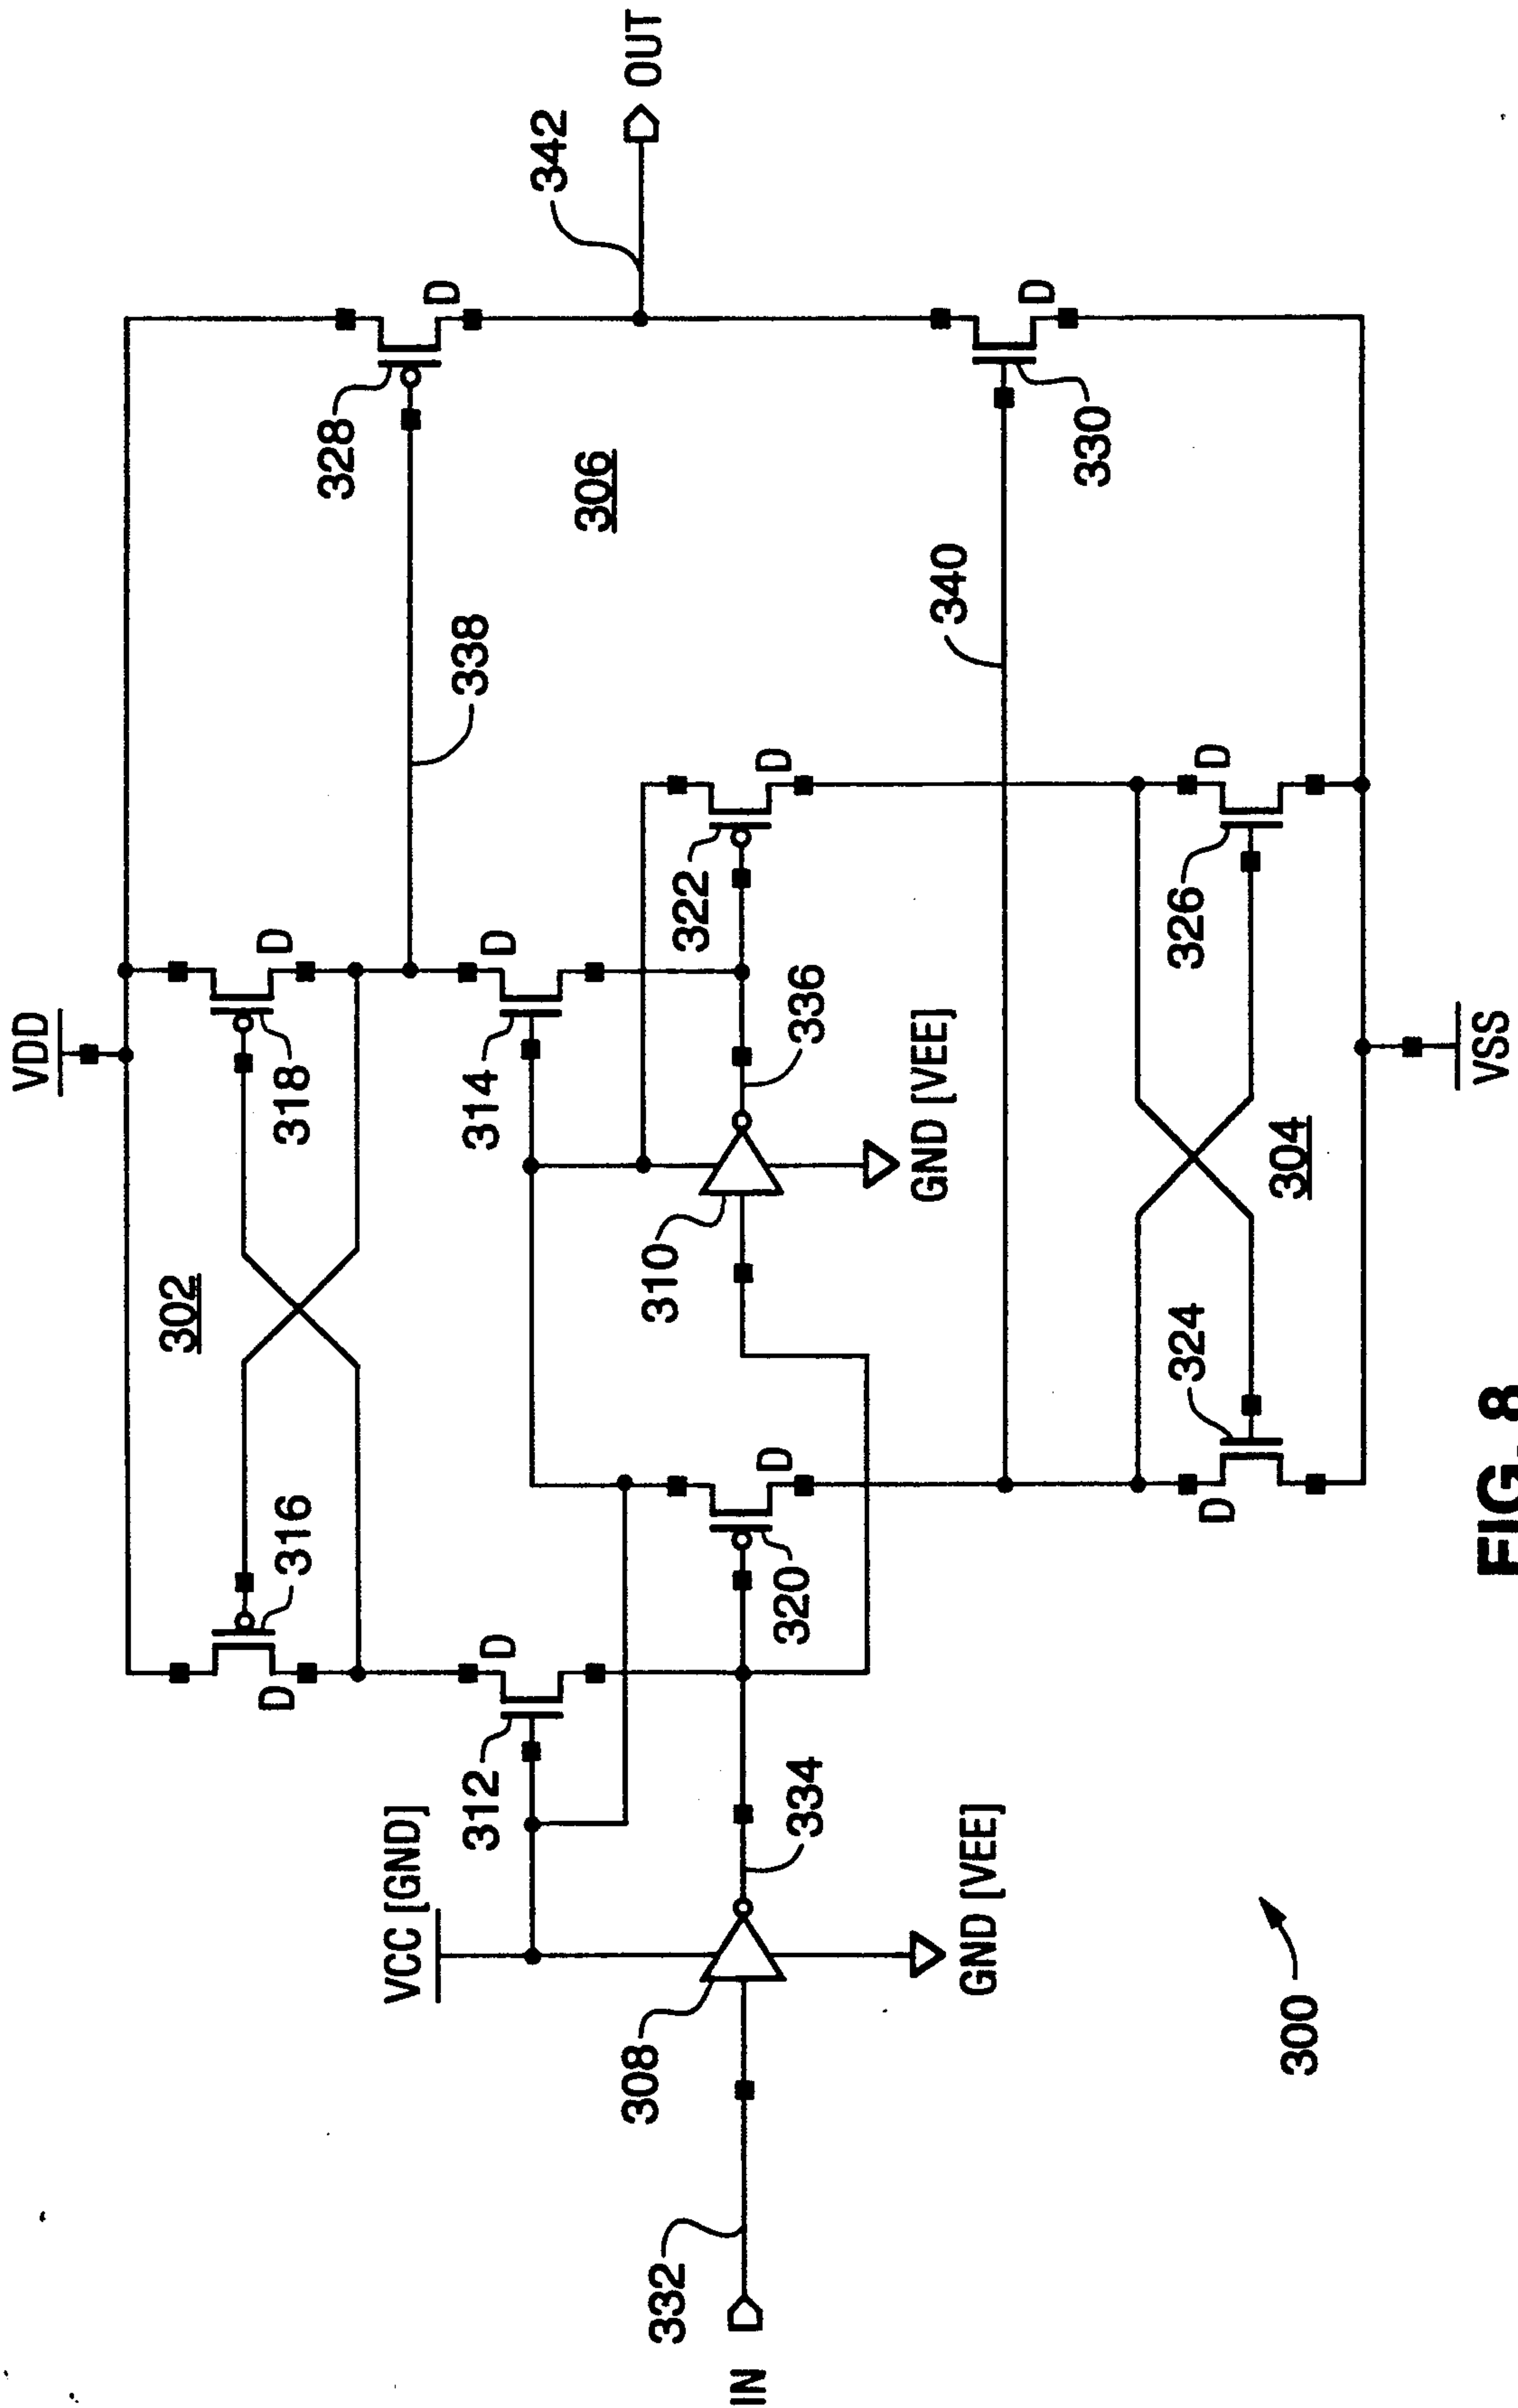 VDD
302
316
318
328
342
OUT
338
306
VCC [GND]
312
314
D
D
D
D
D
308
334
320
310
336
322
GND [VEE]
GND [VEE]
332
IN
D
D
340
330
D
324
304
326
D
D
VSS
300
FIG. 8